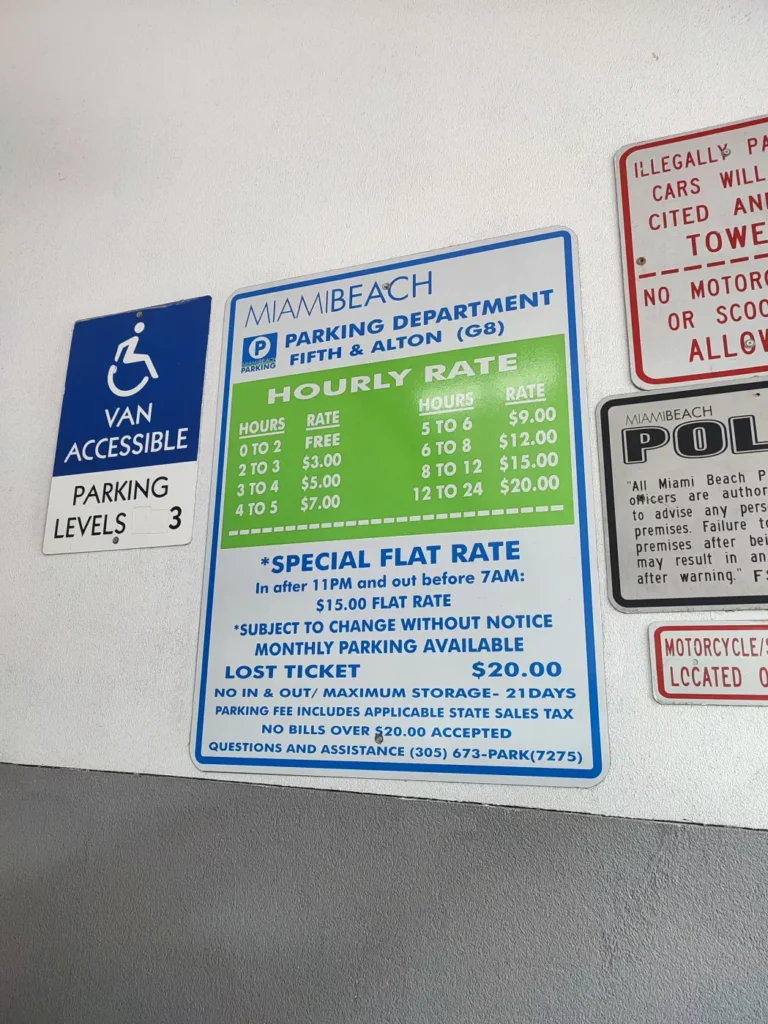 VAN
ACCESSIBLE
PARKING
LEVELS 3
MIAMIBEACH
P
PARKING
PARKING DEPARTMENT
FIFTH & ALTON (G8)
HOURLY RATE
HOURS RATE
0 TO 2 FREE
2 TO 3 $3.00
3 TO 4 $5.00
4 TO 5 $7.00
HOURS RATE
5 TO 6 $9.00
6 TO 8 $12.00
8 TO 12 $15.00
12 TO 24 $20.00
*SPECIAL FLAT RATE
In after 11PM and out before 7AM:
$15.00 FLAT RATE
*SUBJECT TO CHANGE WITHOUT NOTICE
MONTHLY PARKING AVAILABLE
LOST TICKET $20.00
NO IN & OUT/ MAXIMUM STORAGE- 21DAYS
PARKING FEE INCLUDES APPLICABLE STATE SALES TAX
NO BILLS OVER $20.00 ACCEPTED
QUESTIONS AND ASSISTANCE (305) 673-PARK(7275)
ILLEGALLY PA
CARS WILL
CITED AN
TOWE
NO MOTORC
OR SCOO
ALLOW
MIAMIBEACH
POL
"All Miami Beach P
officers are author
to advise any pers
premises. Failure to
premises after bei
may result in an
after warning." F
MOTORCYCLE/
LOCATED O